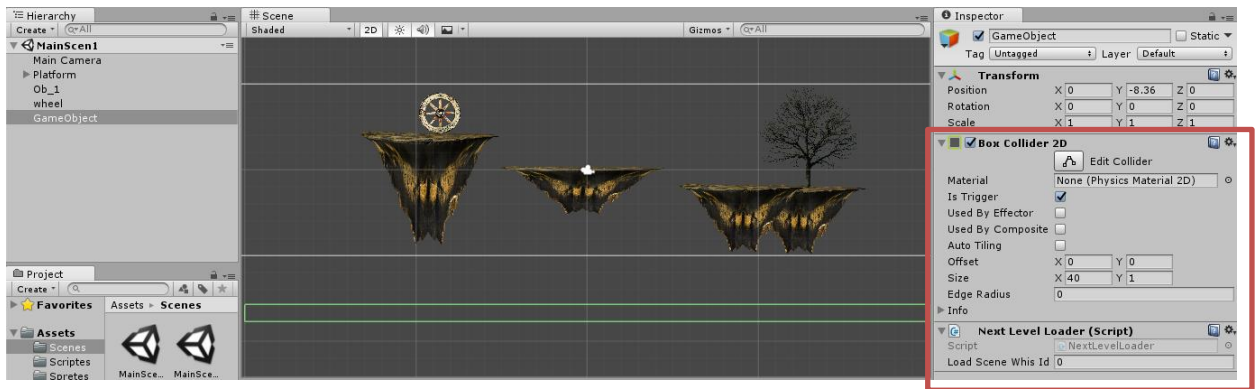 Hierarchy
Create All
MainScen1
Main Camera
Platform
Ob_1
wheel
GameObject
Project
Create
Favorites
Assets
Scenes
Scriptes
Spretes
Assets Scenes
MainSce... MainSce...
Scene
Shaded 2D Gizmos All
Inspector
GameObject Static
Tag Untagged Layer Default
Transform
Position X 0 Y -8.36 Z 0
Rotation X 0 Y 0 Z 0
Scale X 1 Y 1 Z 1
Box Collider 2D
Edit Collider
Material None (Physics Material 2D)
Is Trigger
Used By Effector
Used By Composite
Auto Tiling
Offset X 0 Y 0
Size X 40 Y 1
Edge Radius 0
Info
Next Level Loader (Script)
Script NextLevelLoader
Load Scene Whis Id 0